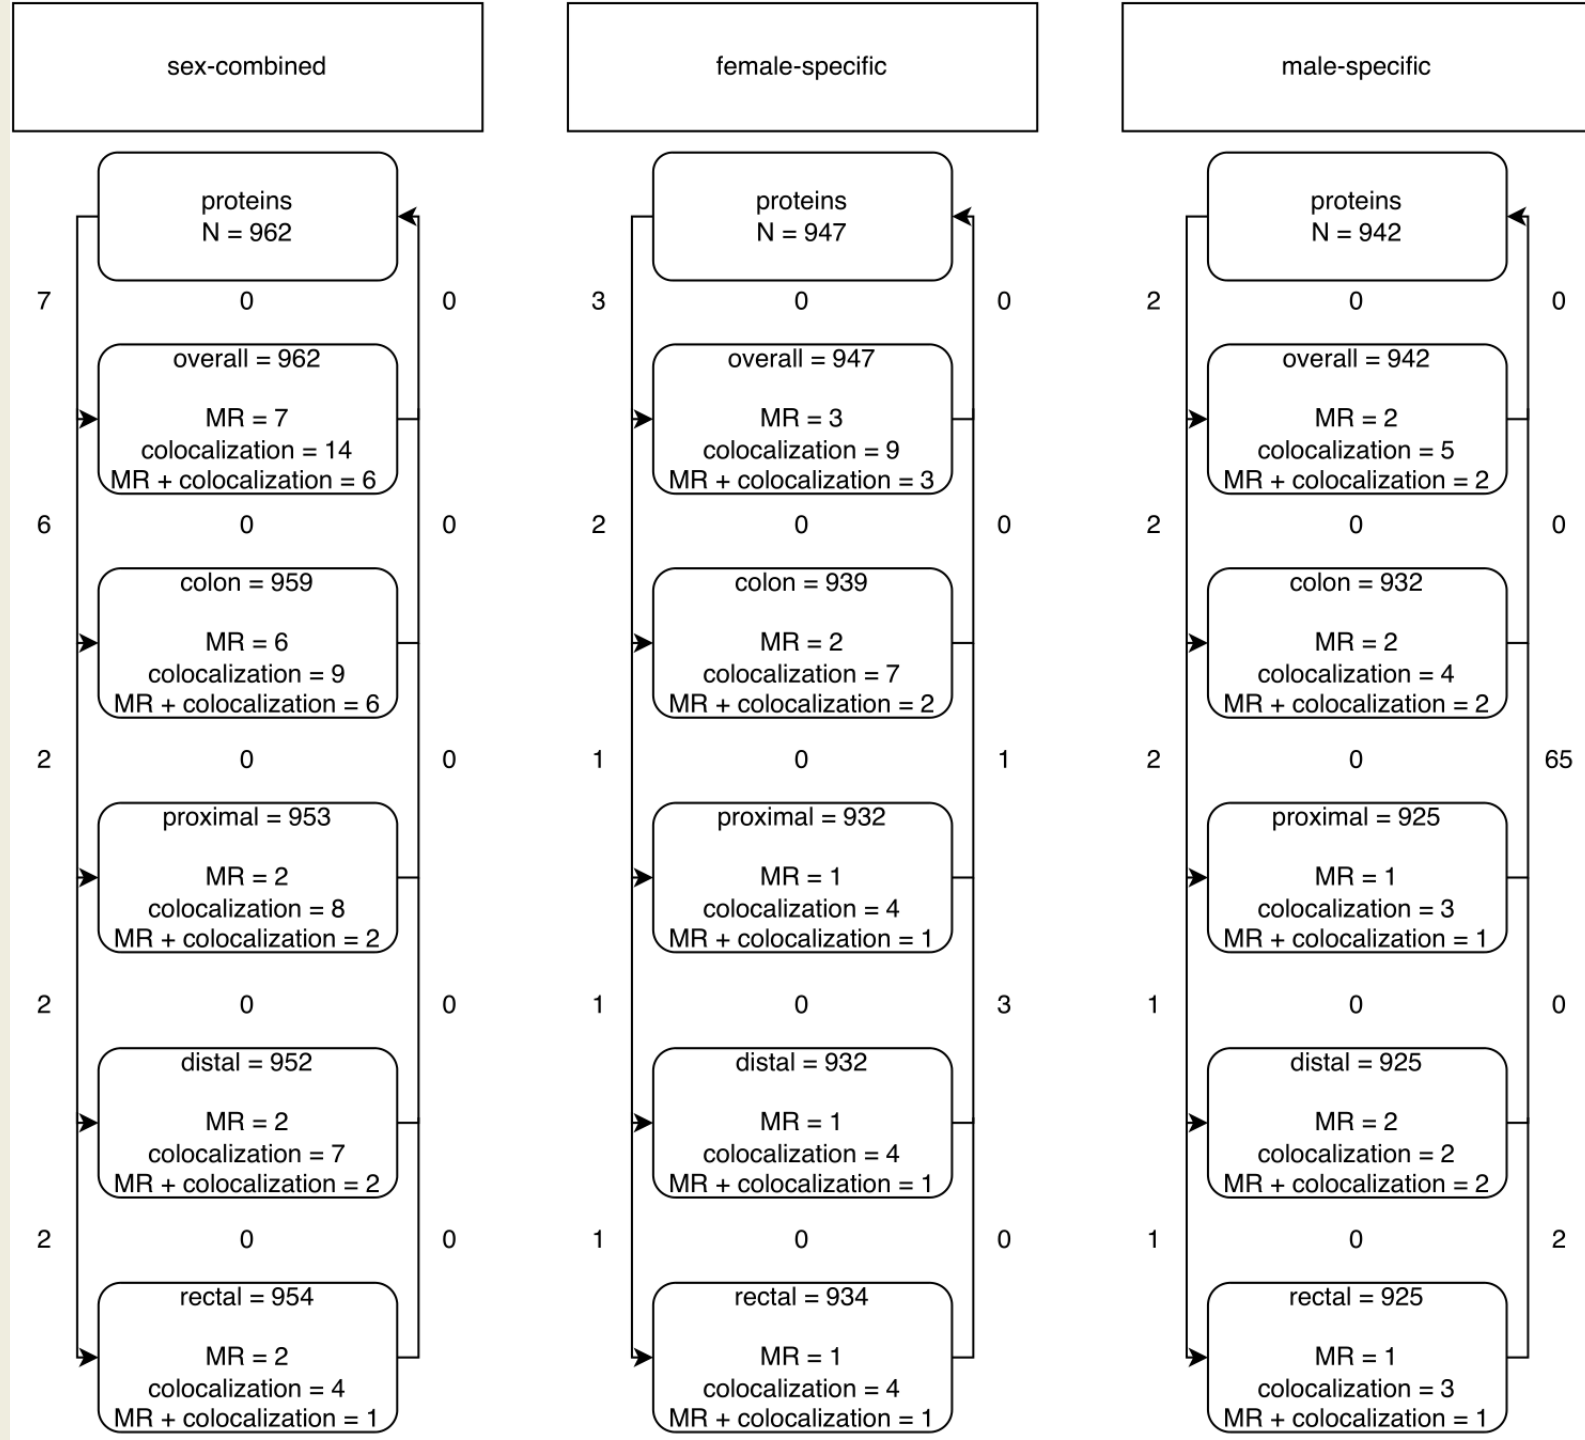 sex-combined
proteins
N = 962
7
0
0
overall = 962
MR = 7
colocalization = 14
MR + colocalization = 6
6
0
0
colon = 959
MR = 6
colocalization = 9
MR + colocalization = 6
2
0
0
proximal = 953
MR = 2
colocalization = 8
MR + colocalization = 2
2
0
0
distal = 952
MR = 2
colocalization = 7
MR + colocalization = 2
2
0
0
rectal = 954
MR = 2
colocalization = 4
MR + colocalization = 1
female-specific
proteins
N = 947
3
0
0
overall = 947
MR = 3
colocalization = 9
MR + colocalization = 3
2
0
0
colon = 939
MR = 2
colocalization = 7
MR + colocalization = 2
1
0
1
proximal = 932
MR = 1
colocalization = 4
MR + colocalization = 1
1
0
3
distal = 932
MR = 1
colocalization = 4
MR + colocalization = 1
1
0
0
rectal = 934
MR = 1
colocalization = 4
MR + colocalization = 1
male-specific
proteins
N = 942
2
0
0
overall = 942
MR = 2
colocalization = 5
MR + colocalization = 2
2
0
0
colon = 932
MR = 2
colocalization = 4
MR + colocalization = 2
2
0
65
proximal = 925
MR = 1
colocalization = 3
MR + colocalization = 1
1
0
0
distal = 925
MR = 2
colocalization = 2
MR + colocalization = 2
1
0
2
rectal = 925
MR = 1
colocalization = 3
MR + colocalization = 1